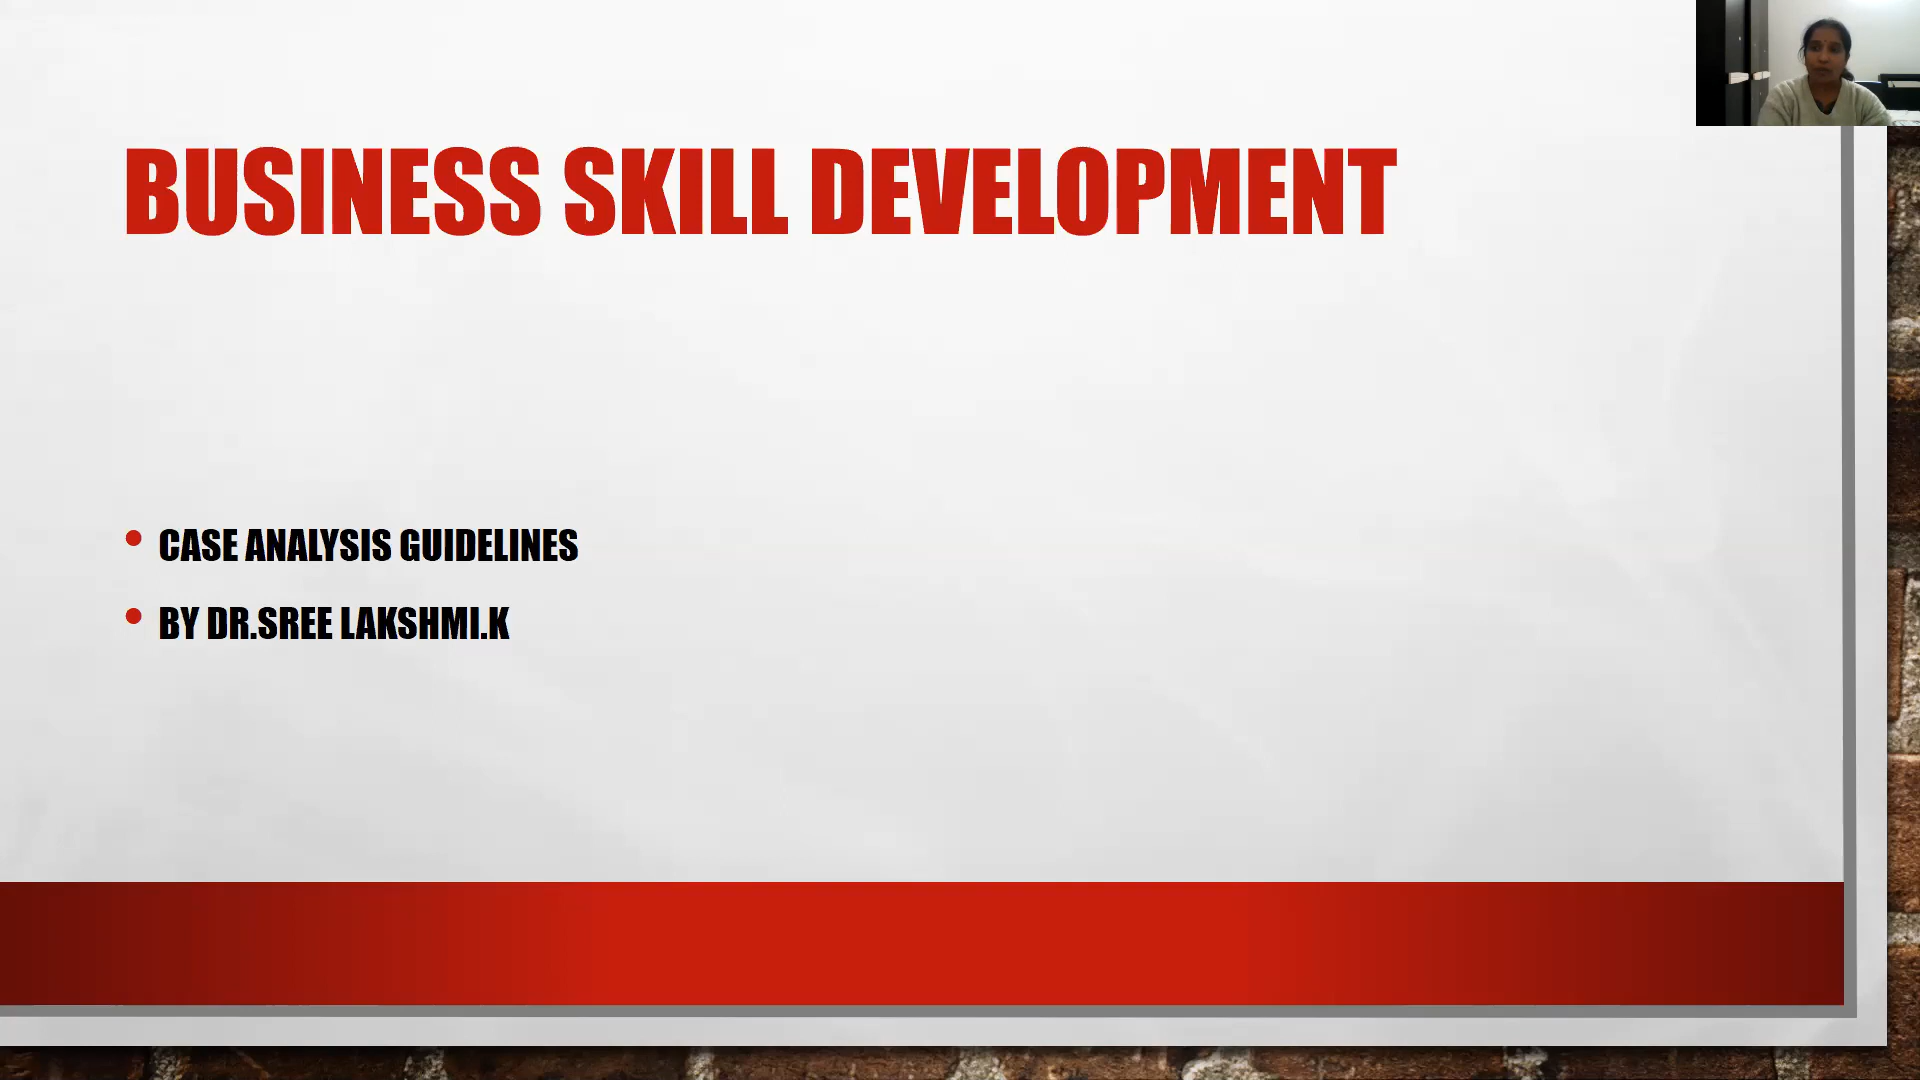 BUSINESS SKILL DEVELOPMENT
• CASE ANALYSIS GUIDELINES
• BY DR.SREE LAKSHMI.K